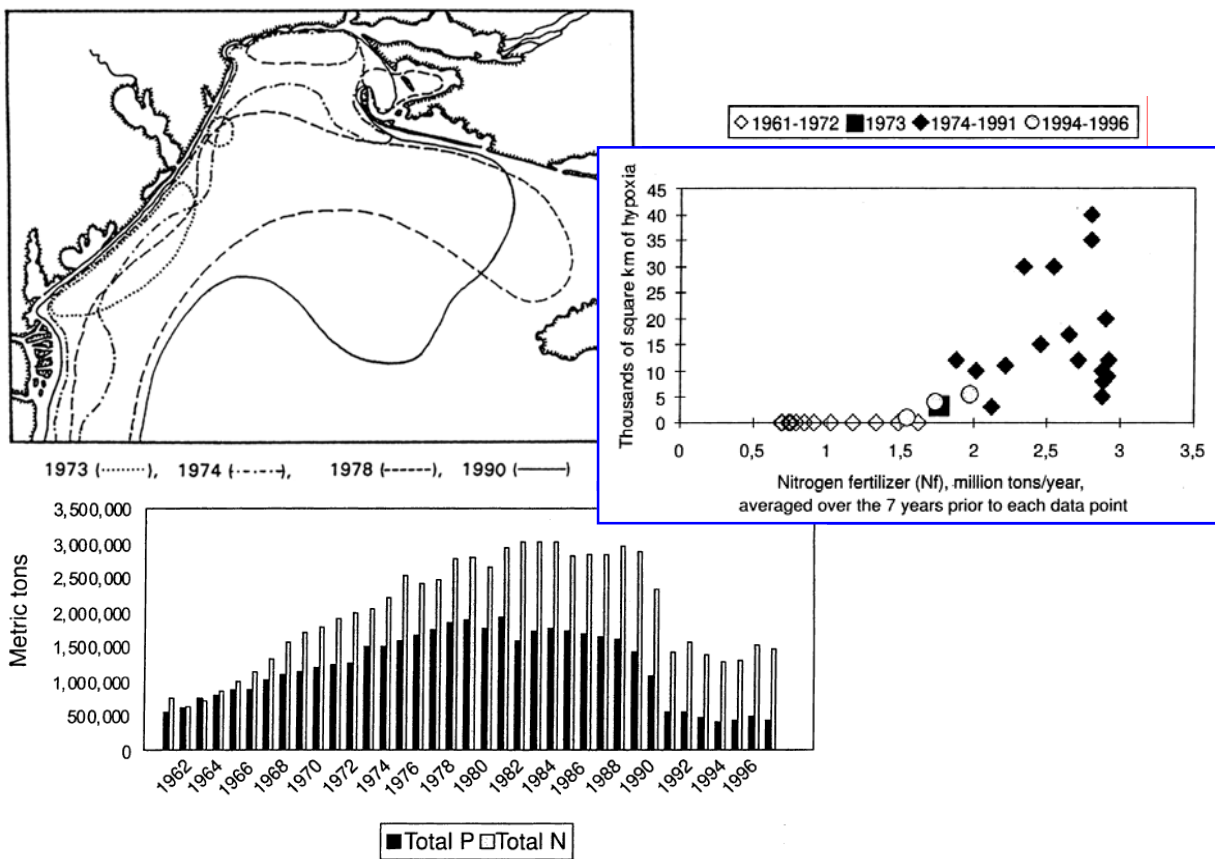 1973 (··········), 1974 (–·–·–·–), 1978 (-------), 1990 (———)
◇ 1961-1972 ■ 1973 ◆ 1974-1991 ○ 1994-1996
Thousands of square km of hypoxia
45
40
35
30
25
20
15
10
5
0
0 0,5 1 1,5 2 2,5 3 3,5
Nitrogen fertilizer (Nf), million tons/year,
averaged over the 7 years prior to each data point
Metric tons
3,500,000
3,000,000
2,500,000
2,000,000
1,500,000
1,000,000
500,000
0
1962 1964 1966 1968 1970 1972 1974 1976 1978 1980 1982 1984 1986 1988 1990 1992 1994 1996
■ Total P □ Total N